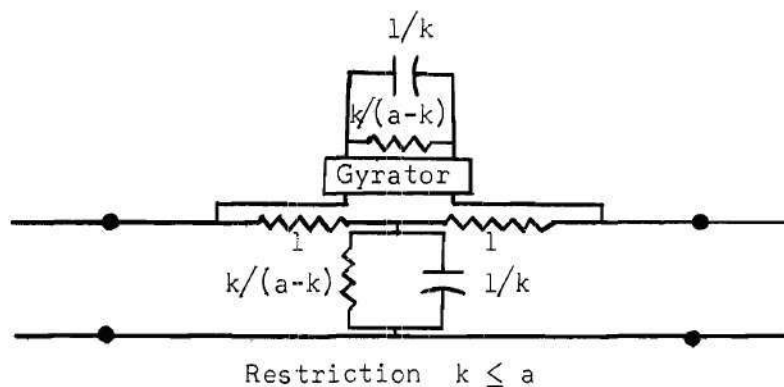 1/k
k/(a-k)
Gyrator
1
1
k/(a-k)
1/k
Restriction k ≤ a